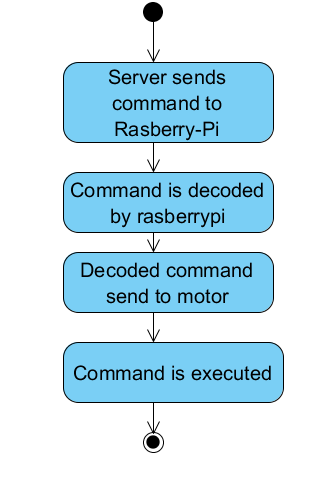 Server sends
command to
Rasberry-Pi
Command is decoded
by rasberrypi
Decoded command
send to motor
Command is executed